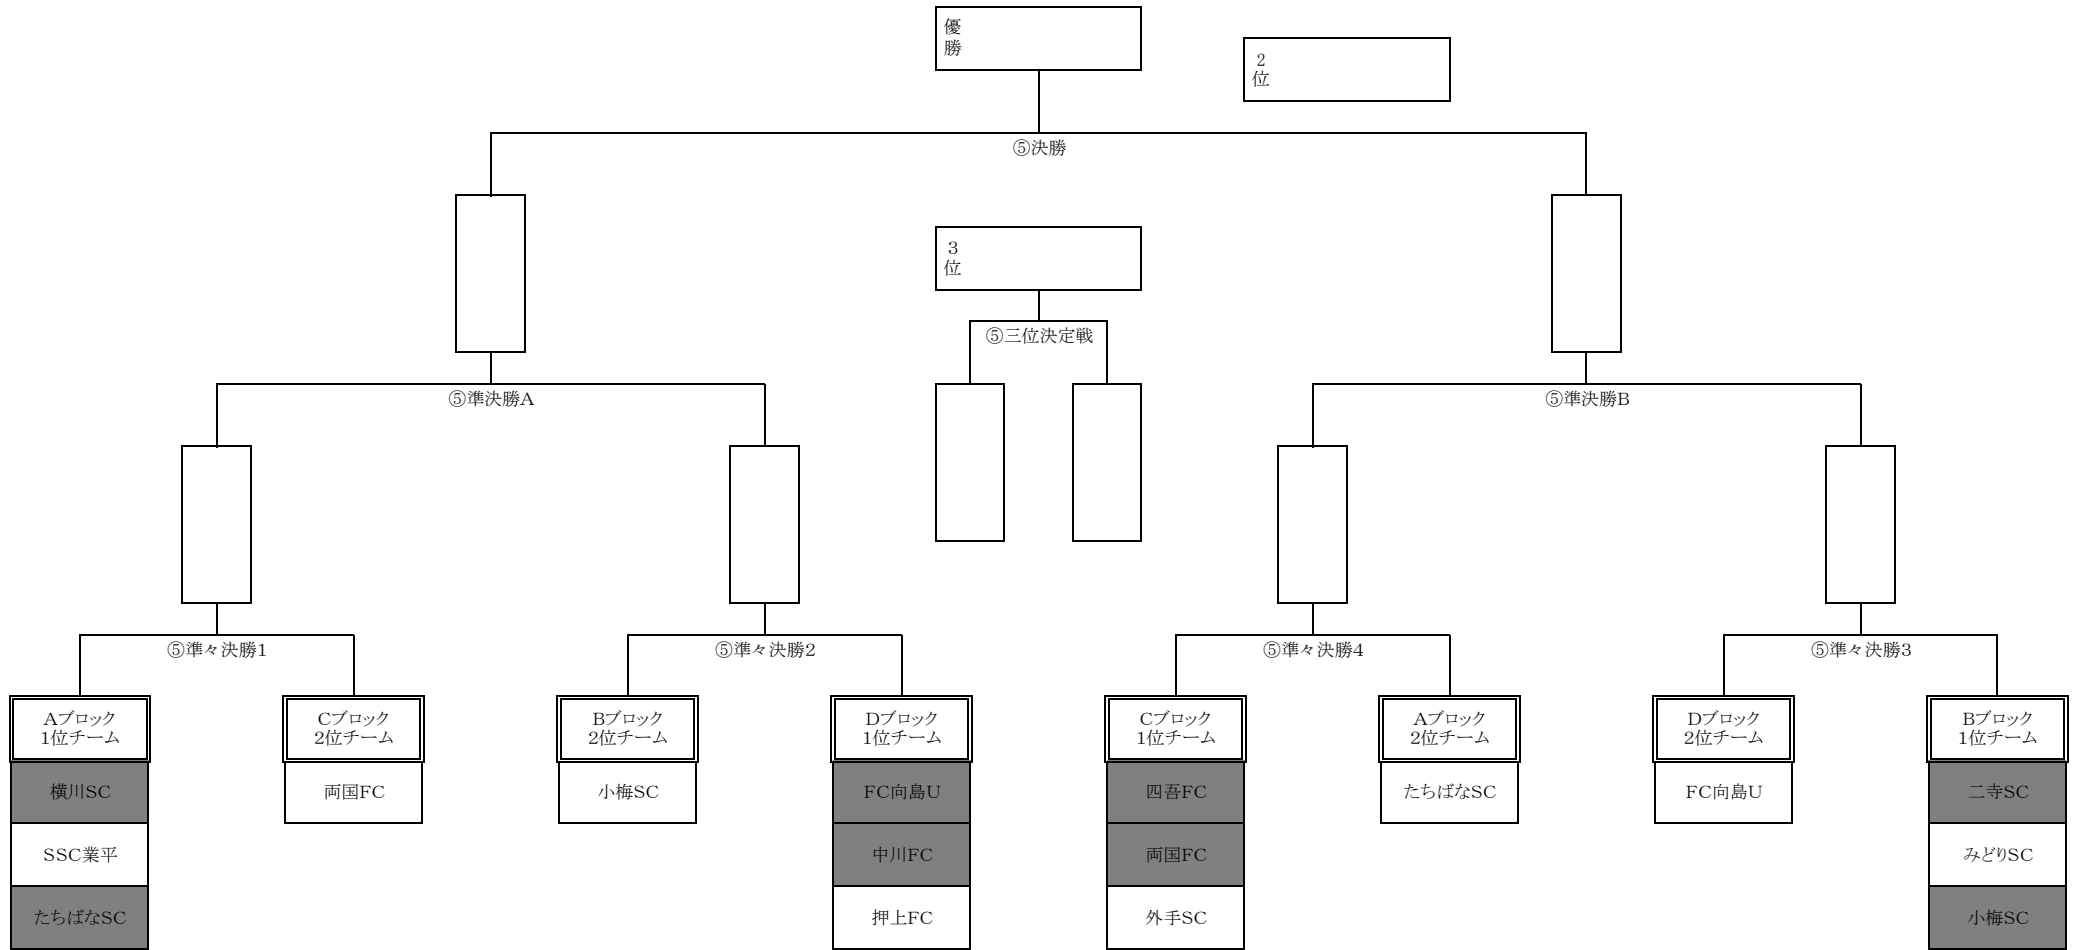 優
勝
２
位
⑤決勝
３
位
⑤三位決定戦
⑤準決勝A
⑤準決勝B
⑤準々決勝1
⑤準々決勝2
⑤準々決勝4
⑤準々決勝3
Aブロック
1位チーム
Cブロック
2位チーム
Bブロック
2位チーム
Dブロック
1位チーム
Cブロック
1位チーム
Aブロック
2位チーム
Dブロック
2位チーム
Bブロック
1位チーム
横川SC
両国FC
小梅SC
FC向島U
四吾FC
たちばなSC
FC向島U
二寺SC
SSC業平
中川FC
両国FC
みどりSC
たちばなSC
押上FC
外手SC
小梅SC